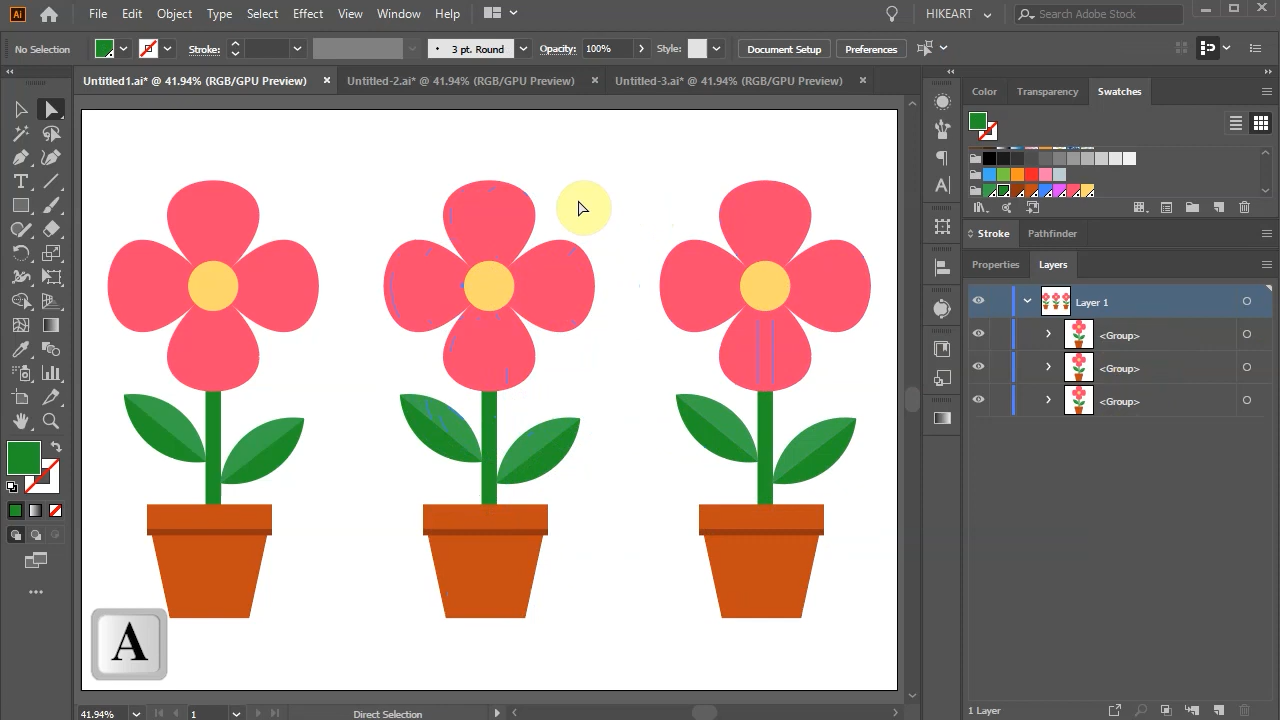 Ai File Edit Object Type Select Effect View Window Help HIKEART Search Adobe Stock
No Selection Stroke: 3 pt. Round Opacity: 100% Style: Document Setup Preferences
Untitled1.ai* @ 41.94% (RGB/GPU Preview) × Untitled-2.ai* @ 41.94% (RGB/GPU Preview) × Untitled-3.ai* @ 41.94% (RGB/GPU Preview) ×
Color Transparency Swatches
Stroke Pathfinder
Properties Layers
Layer 1
<Group>
<Group>
<Group>
A
41.94% 1 Direct Selection 1 Layer